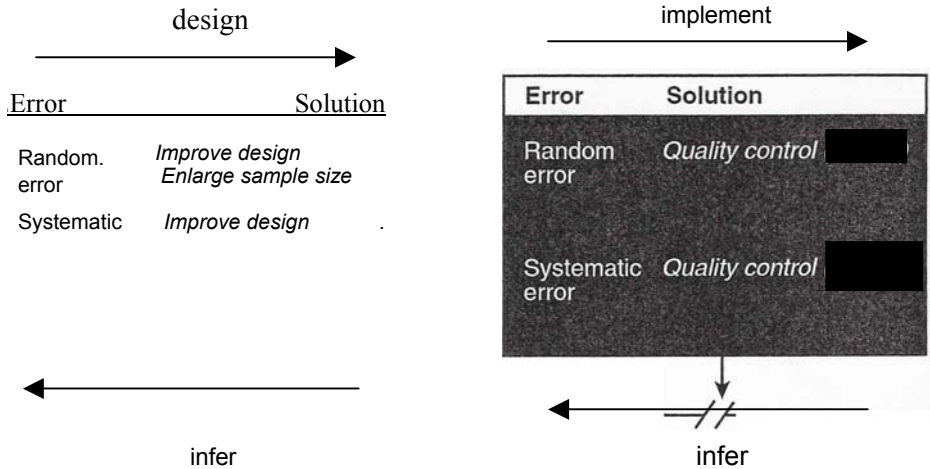 design
.Error Solution
Random. Improve design
error Enlarge sample size
Systematic Improve design .
infer
implement
Error Solution
Random Quality control )
error
Systematic Quality control
error
infer